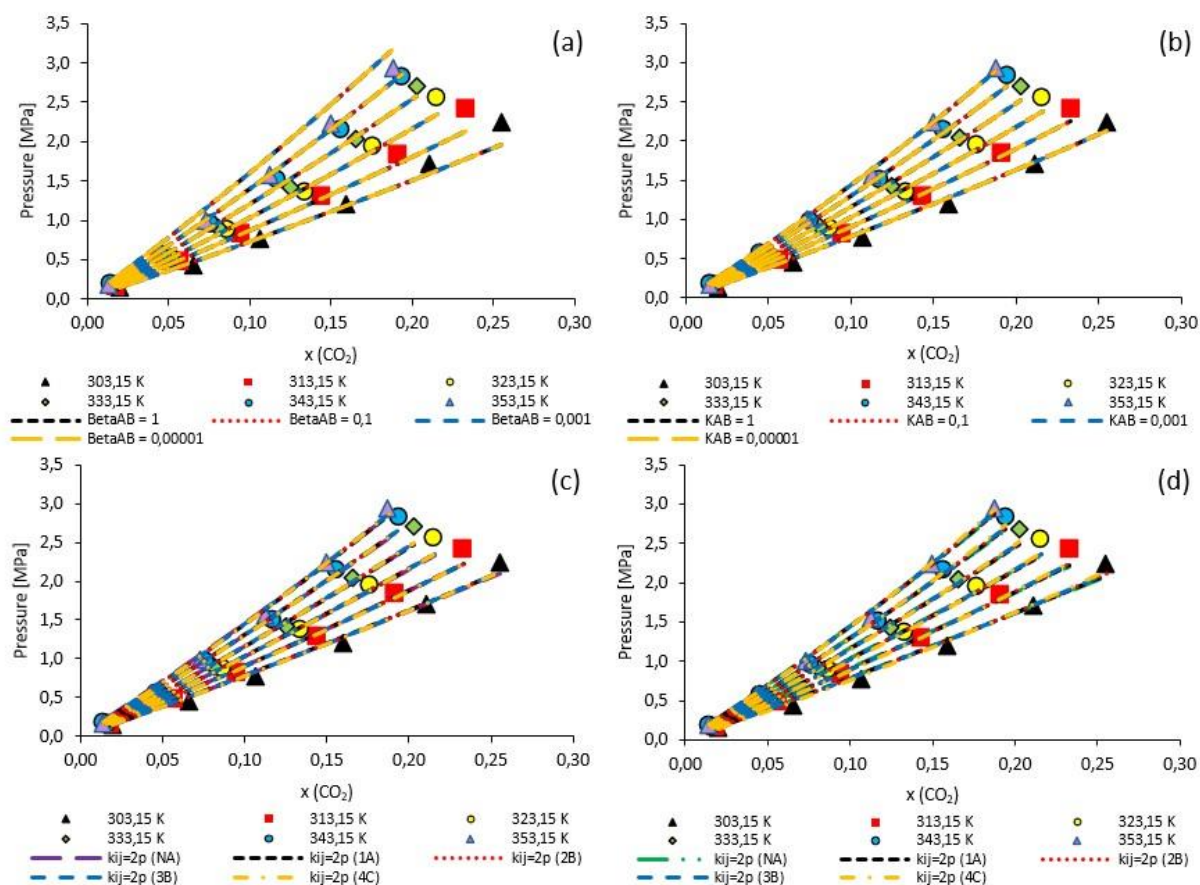 3,5
3,0
2,5
2,0
1,5
1,0
0,5
0,0
Pressure [MPa]
(a)
0,00 0,05 0,10 0,15 0,20 0,25 0,30
x (CO₂)
303,15 K 313,15 K 323,15 K
333,15 K 343,15 K 353,15 K
BetaAB = 1 BetaAB = 0,1 BetaAB = 0,001
BetaAB = 0,00001
3,5
3,0
2,5
2,0
1,5
1,0
0,5
0,0
Pressure [MPa]
(b)
0,00 0,05 0,10 0,15 0,20 0,25 0,30
x (CO₂)
303,15 K 313,15 K 323,15 K
333,15 K 343,15 K 353,15 K
KAB = 1 KAB = 0,1 KAB = 0,001
KAB = 0,00001
3,5
3,0
2,5
2,0
1,5
1,0
0,5
0,0
Pressure [MPa]
(c)
0,00 0,05 0,10 0,15 0,20 0,25 0,30
x (CO₂)
303,15 K 313,15 K 323,15 K
333,15 K 343,15 K 353,15 K
kij=2p (NA) kij=2p (1A) kij=2p (2B)
kij=2p (3B) kij=2p (4C)
3,5
3,0
2,5
2,0
1,5
1,0
0,5
0,0
Pressure [MPa]
(d)
0,00 0,05 0,10 0,15 0,20 0,25 0,30
x (CO₂)
303,15 K 313,15 K 323,15 K
333,15 K 343,15 K 353,15 K
kij=2p (NA) kij=2p (1A) kij=2p (2B)
kij=2p (3B) kij=2p (4C)